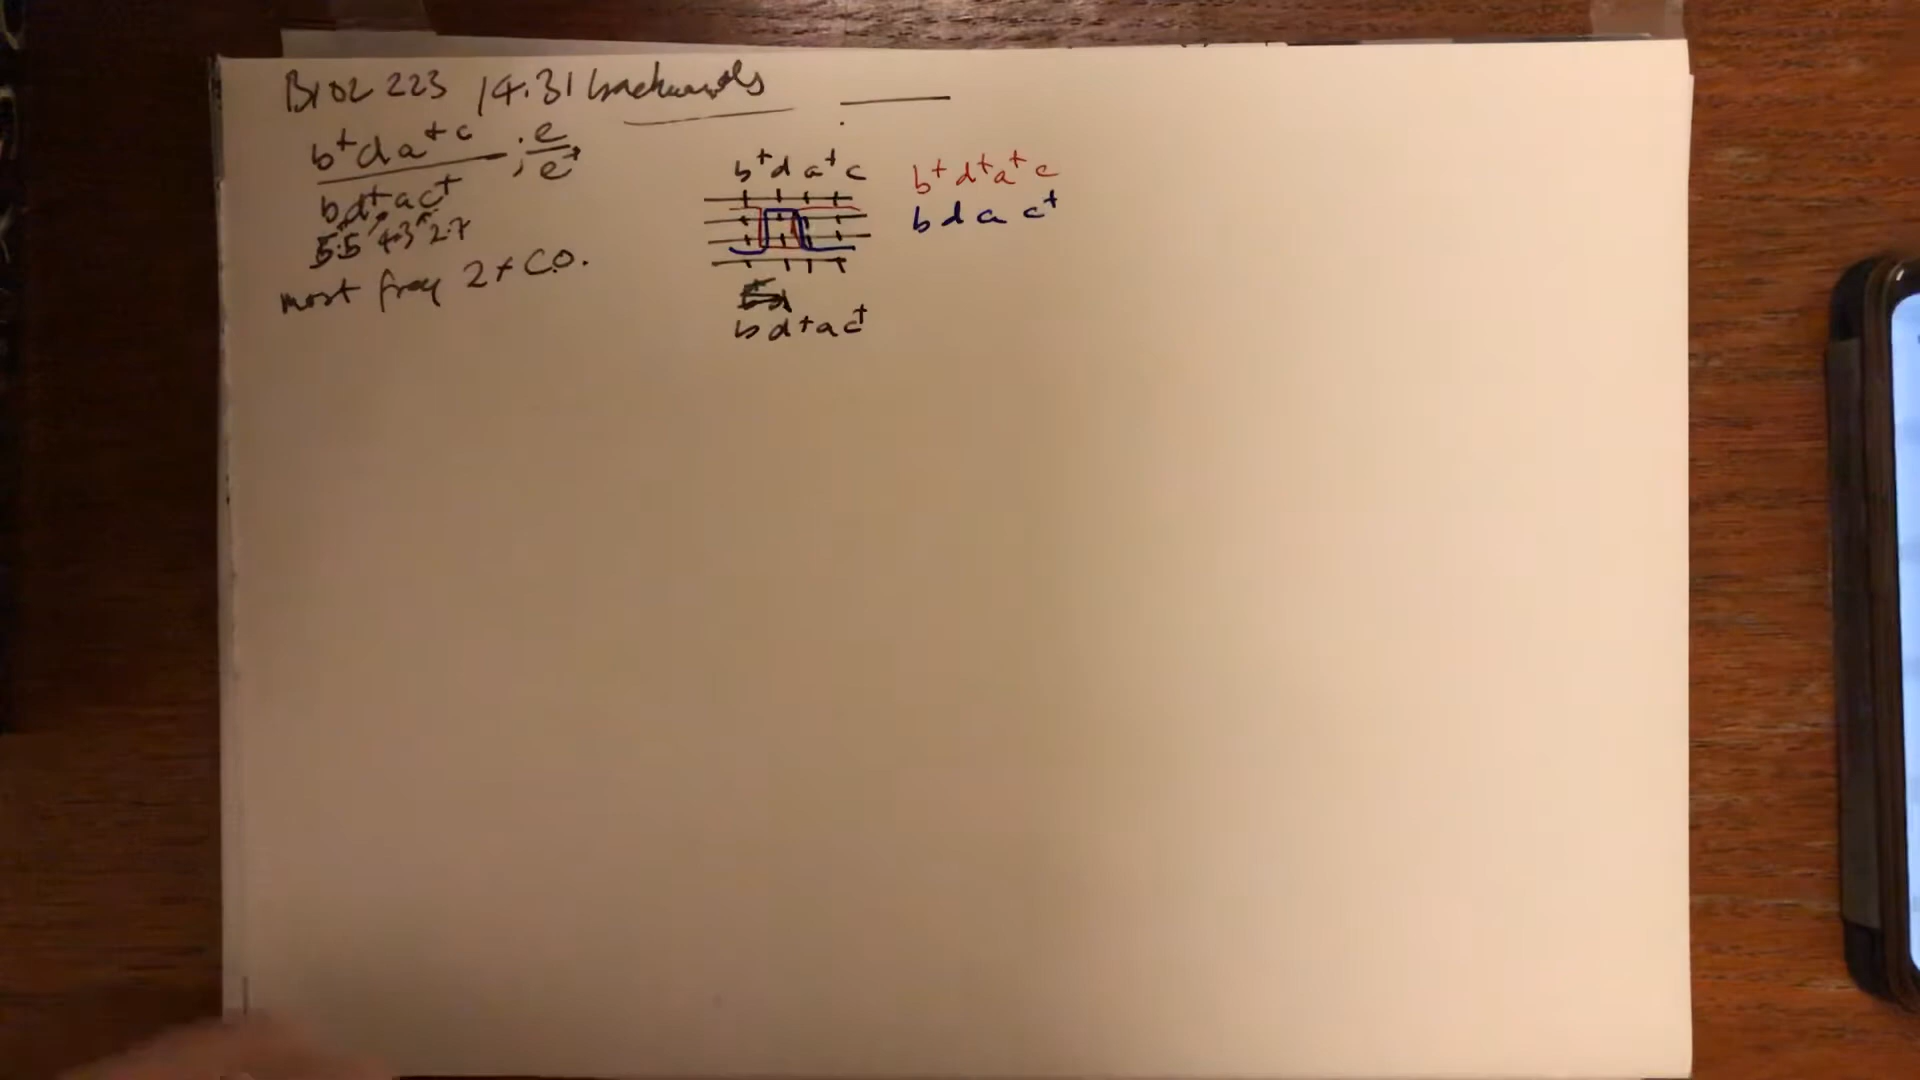 BIOL 223 14.31 backwards
b+ d a+ c ; e
b d+ a c+ e+
5.5 4.3 2.7
most freq 2x C.O.
b+ d a+ c
b+ d+ a+ c
b d a c+
b d+ a c+